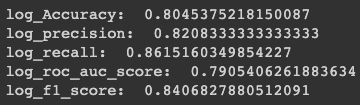 log_Accuracy:  0.8045375218150087
log_precision:  0.8208333333333333
log_recall:  0.8615160349854227
log_roc_auc_score:  0.7905406261883634
log_f1_score:  0.8406827880512091